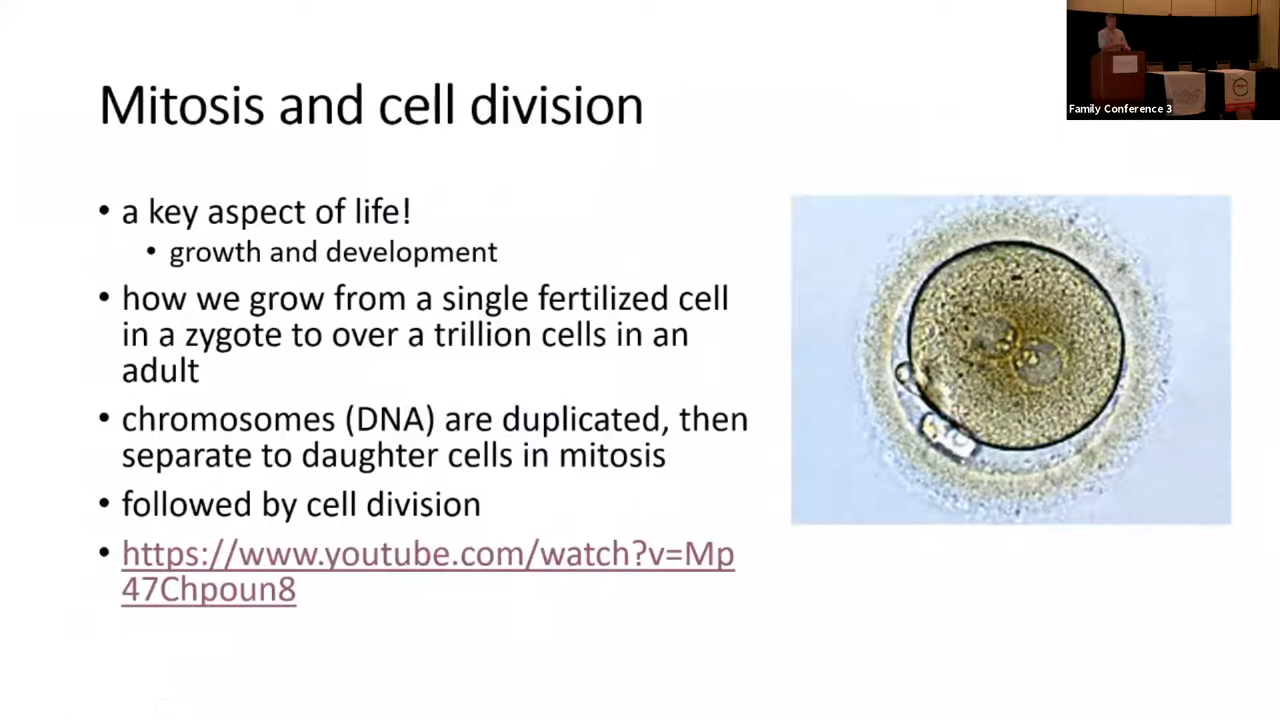 Mitosis and cell division
Family Conference 3
• a key aspect of life!
• growth and development
• how we grow from a single fertilized cell
in a zygote to over a trillion cells in an
adult
• chromosomes (DNA) are duplicated, then
separate to daughter cells in mitosis
• followed by cell division
• https://www.youtube.com/watch?v=Mp
47Chpoun8